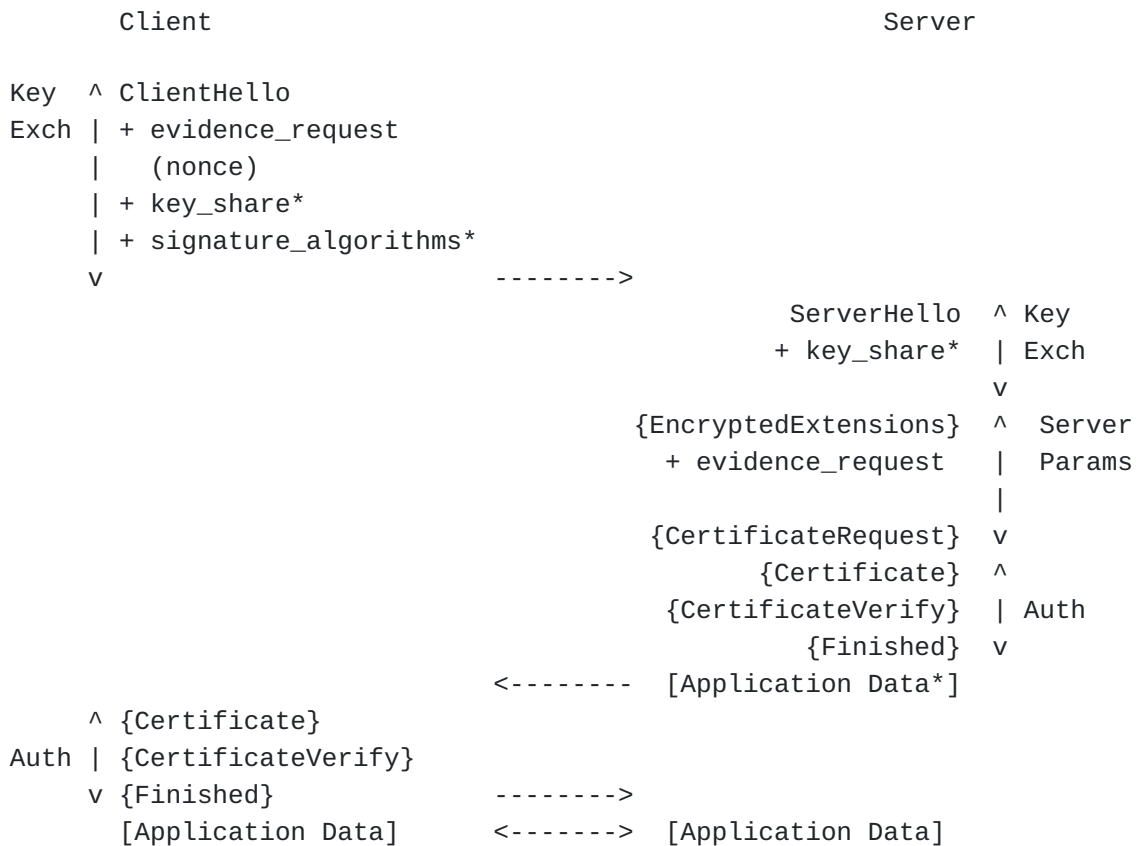 Client                                           Server

Key  ^ ClientHello
Exch | + evidence_request
     |   (nonce)
     | + key_share*
     | + signature_algorithms*
     v                         -------->
                                                  ServerHello  ^ Key
                                                 + key_share*  | Exch
                                                               v
                                        {EncryptedExtensions}  ^  Server
                                          + evidence_request   |  Params
                                                               |
                                         {CertificateRequest}  v
                                                {Certificate}  ^
                                          {CertificateVerify}  | Auth
                                                   {Finished}  v
                               <--------  [Application Data*]
     ^ {Certificate}
Auth | {CertificateVerify}
     v {Finished}              -------->
       [Application Data]      <------->  [Application Data]